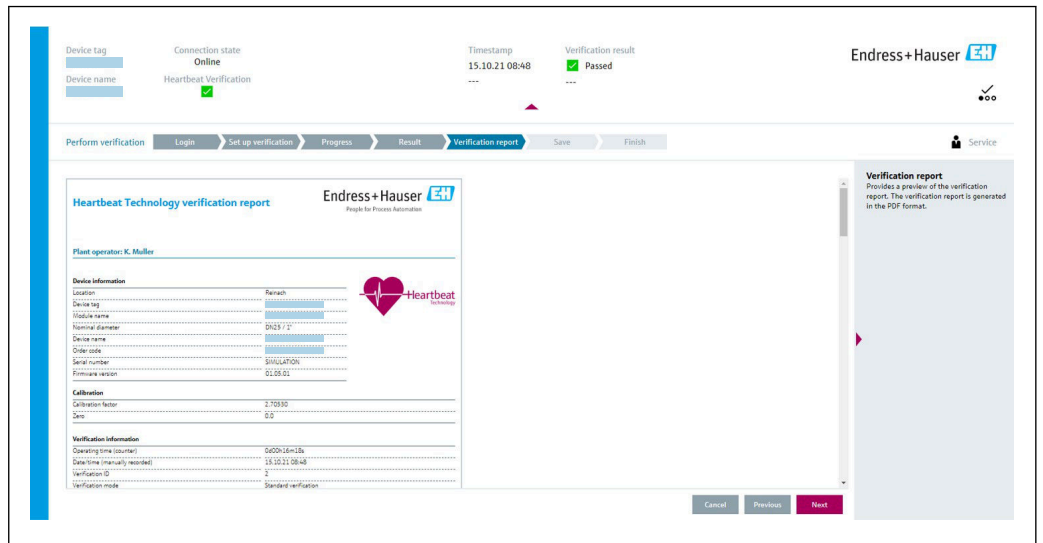 Device tag Connection state Timestamp Verification result
Online 15.10.21 08:48 Passed
Endress+Hauser EH
Device name Heartbeat Verification --- ---
Perform verification Login Set up verification Progress Result Verification report Save Finish Service
Heartbeat Technology verification report
Endress+Hauser EH
People for Process Automation
Plant operator: K. Muller
Device information
Location Reinach
Device tag
Module name
Nominal diameter DN25 / 1"
Device name
Order code
Serial number SIMULATION
Firmware version 01.05.01
Heartbeat
Technology
Calibration
Calibration factor 2.70930
Zero 0.0
Verification information
Operating time (counter) 0d00h16m18s
Date/time (manually recorded) 15.10.21 08:48
Verification ID 2
Verification mode Standard verification
Verification report
Provides a preview of the verification
report. The verification report is generated
in the PDF format.
Cancel Previous Next